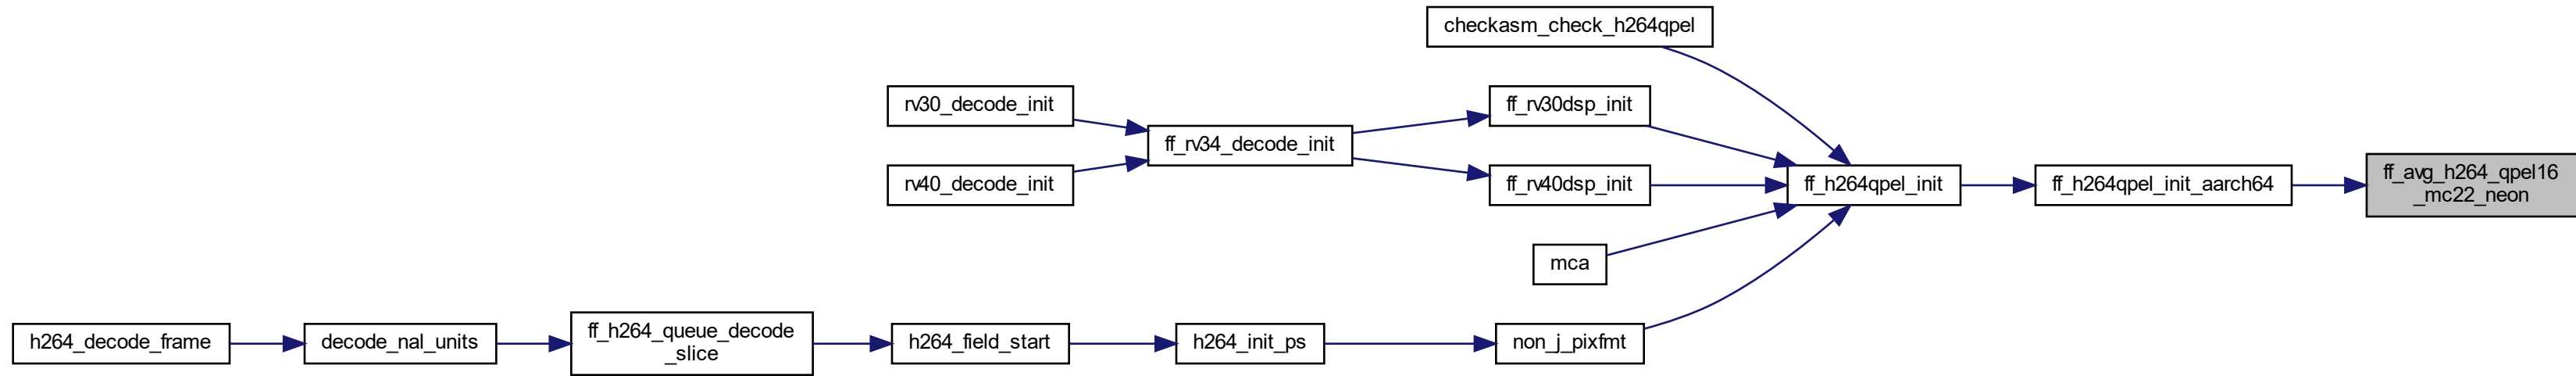 checkasm_check_h264qpel
rv30_decode_init
ff_rv30dsp_init
ff_rv34_decode_init
rv40_decode_init
ff_rv40dsp_init
ff_h264qpel_init
ff_h264qpel_init_aarch64
ff_avg_h264_qpel16
_mc22_neon
mca
h264_decode_frame
decode_nal_units
ff_h264_queue_decode
_slice
h264_field_start
h264_init_ps
non_j_pixfmt